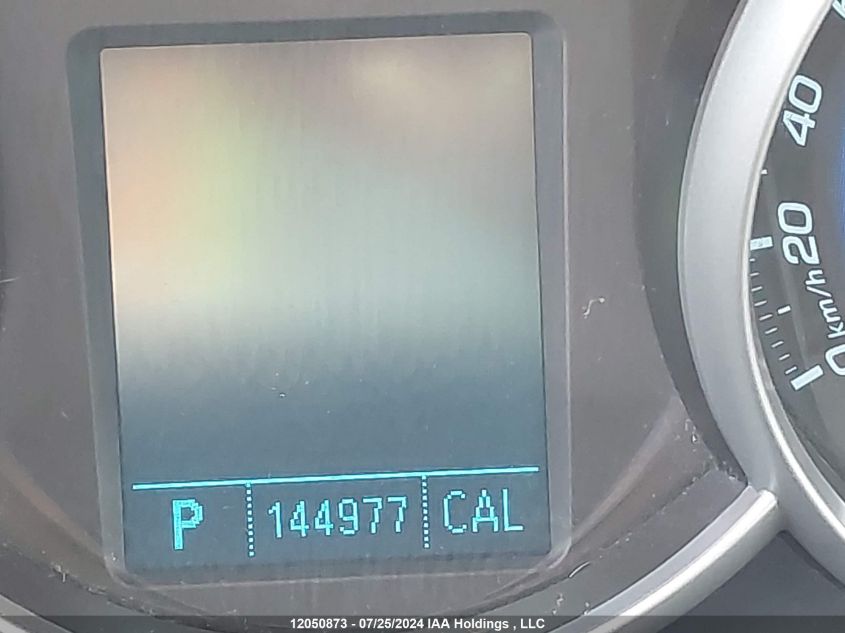 40
20
0 km/h
P 144977 CAL
12050873 - 07/25/2024 IAA Holdings , LLC